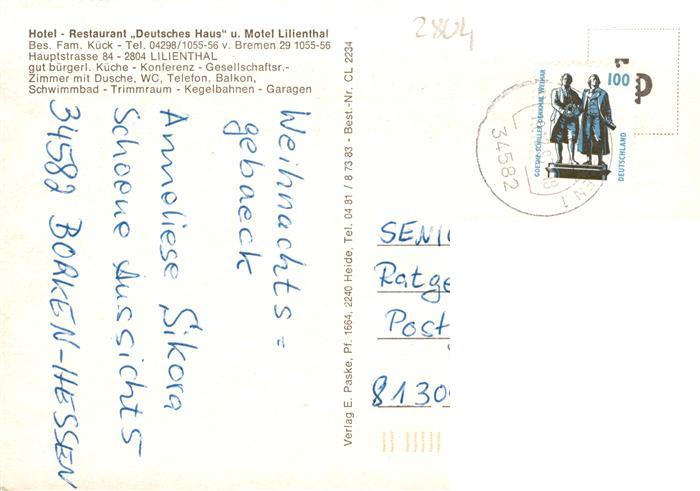 Hotel - Restaurant „Deutsches Haus" u. Motel Lilienthal
Bes. Fam. Kück - Tel. 04298/1055-56 v. Bremen 29 1055-56
Hauptstrasse 84 - 2804 LILIENTHAL
gut bürgerl. Küche - Konferenz - Gesellschaftsr.-
Zimmer mit Dusche, WC, Telefon, Balkon,
Schwimmbad - Trimmraum - Kegelbahnen - Garagen
Weihnachts=
gebaeck
Anneliese Sikora
Schoene Aussicht 5
34582 BORKEN-HESSEN
Verlag E. Paske, Pf. 1664, 2240 Heide, Tel. 04 81 / 8 73 83 - Best.-Nr. CL 2234
2804
100
GOETHE-SCHILLER-DENKMAL WEIMAR
DEUTSCHLAND
34582
SENI
Ratge
Post
8130